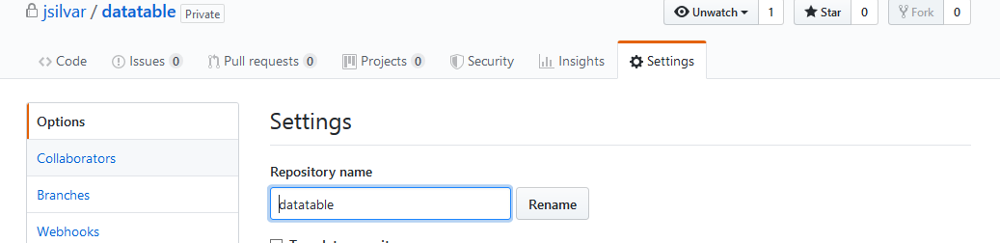 jsilvar / datatable Private Unwatch 1 Star 0 Fork 0
Code Issues 0 Pull requests 0 Projects 0 Security Insights Settings
Options
Collaborators
Branches
Webhooks
Settings
Repository name
datatable Rename